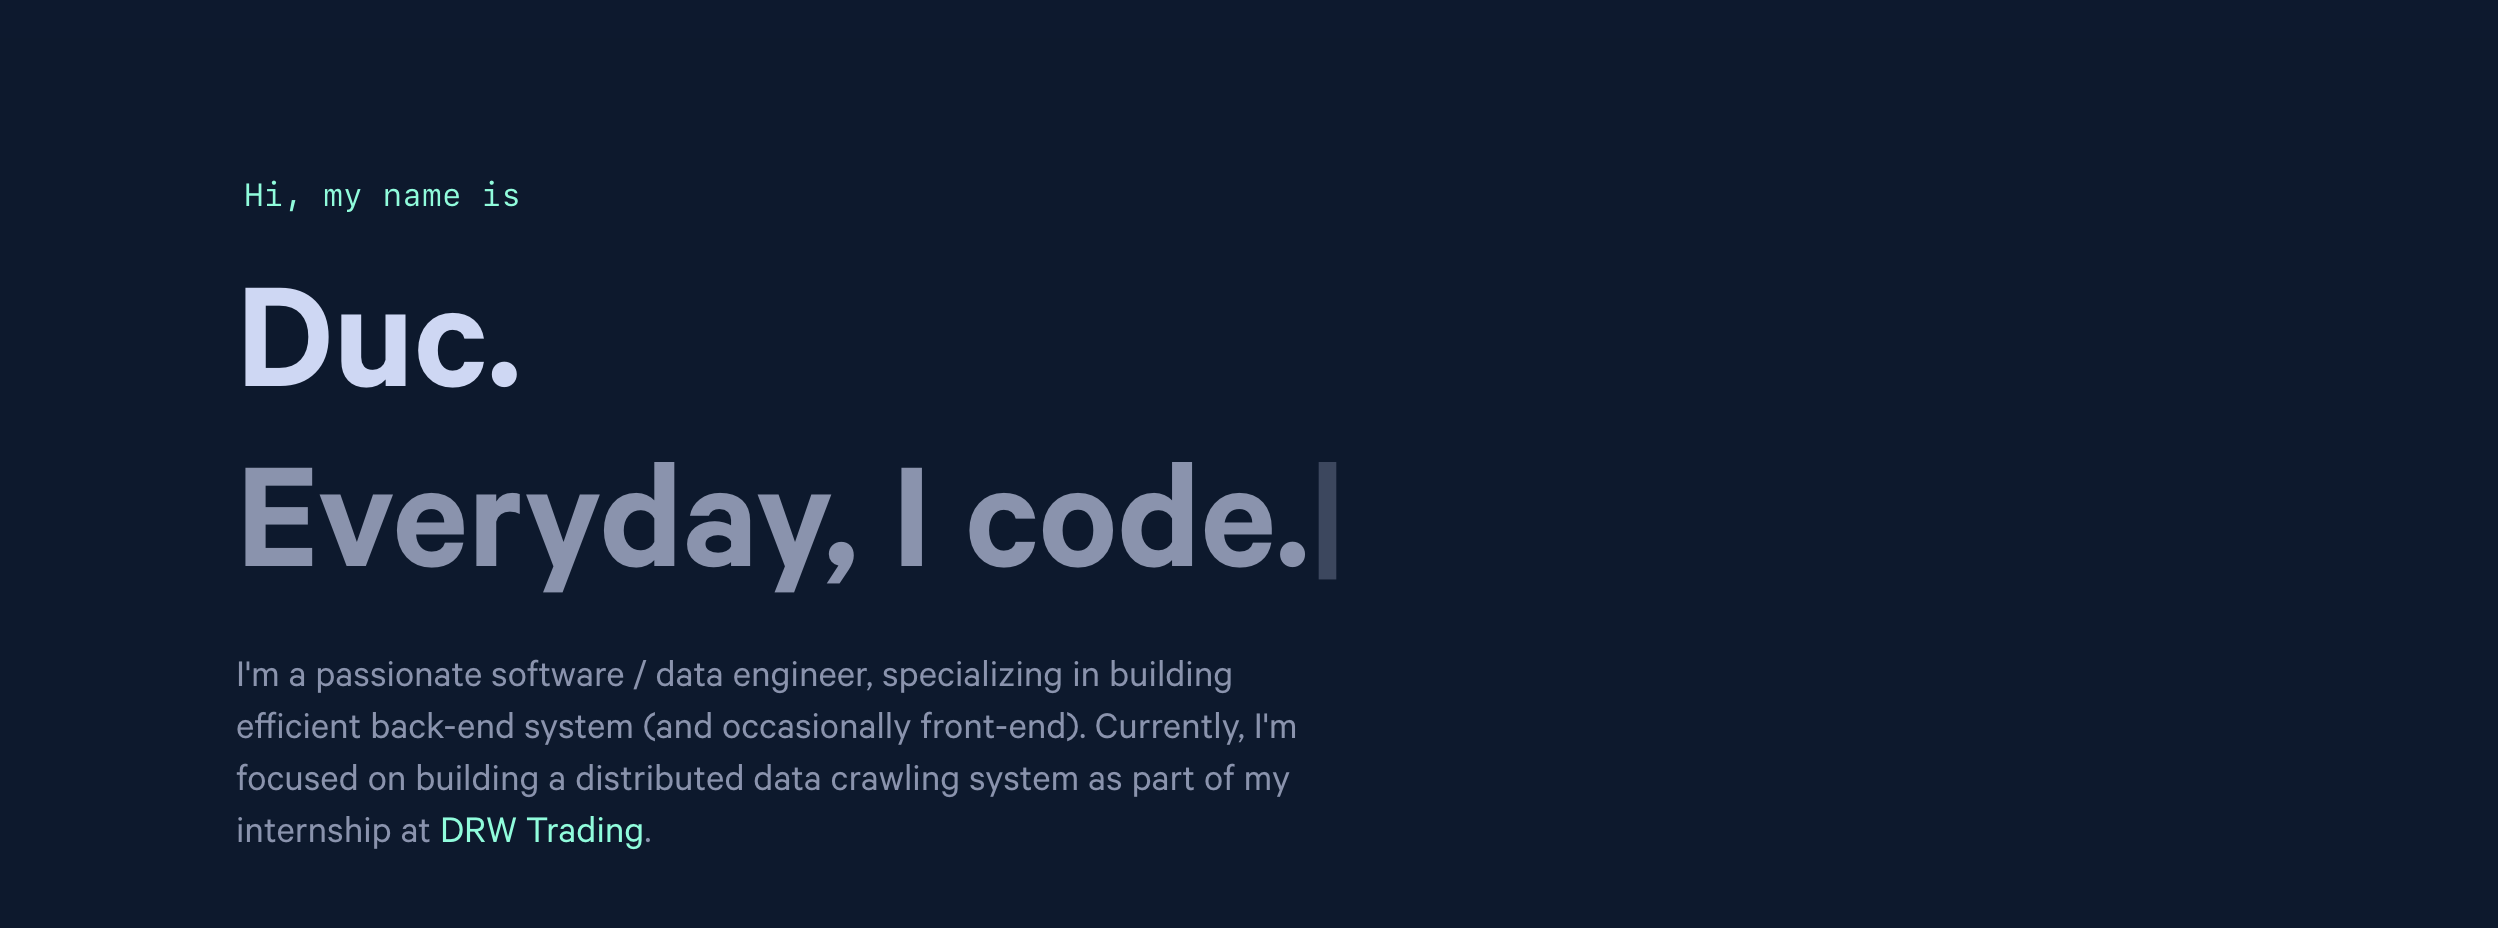 Hi, my name is
Duc.
Everyday, I code.
I'm a passionate software / data engineer, specializing in building
efficient back-end system (and occasionally front-end). Currently, I'm
focused on building a distributed data crawling system as part of my
internship at DRW Trading.